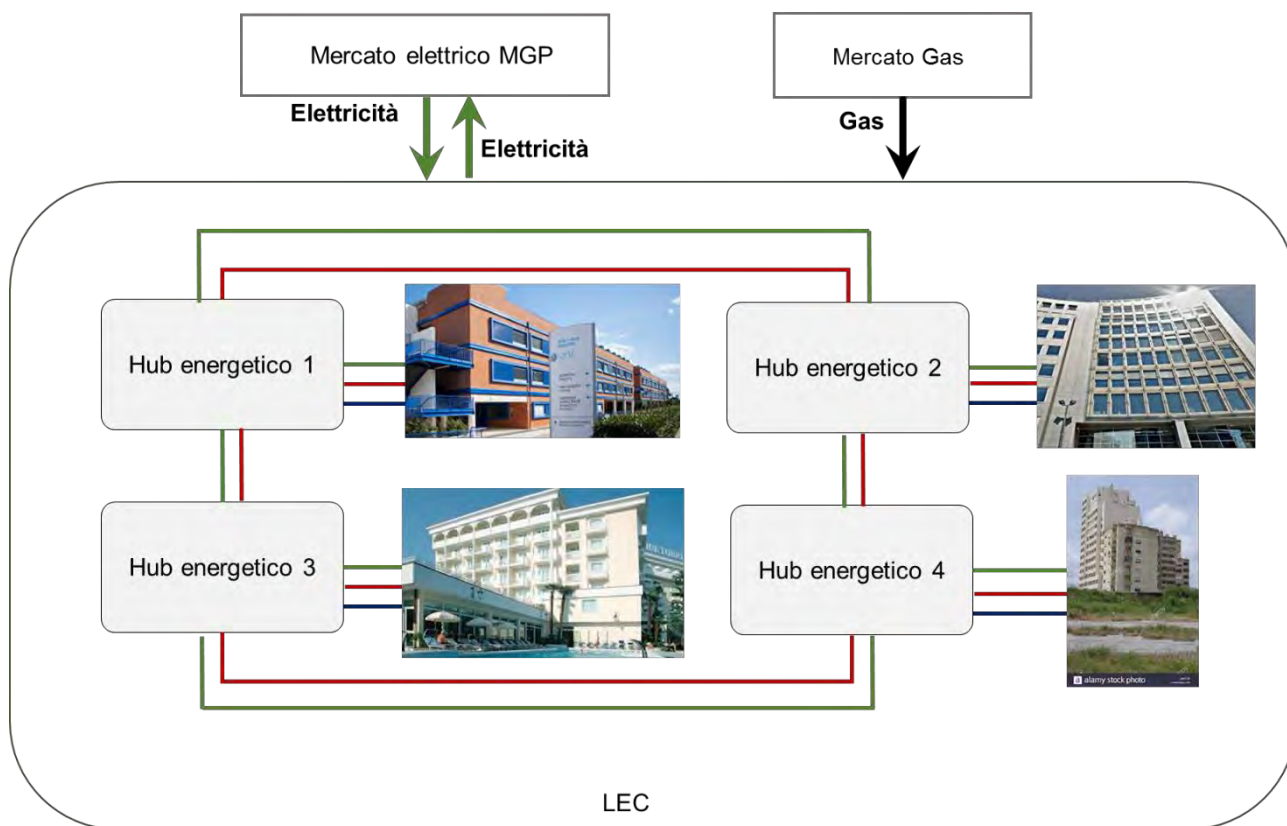 Mercato elettrico MGP
Mercato Gas
Elettricità
Elettricità
Gas
Hub energetico 1
Hub energetico 2
Hub energetico 3
Hub energetico 4
a alamy stock photo
LEC